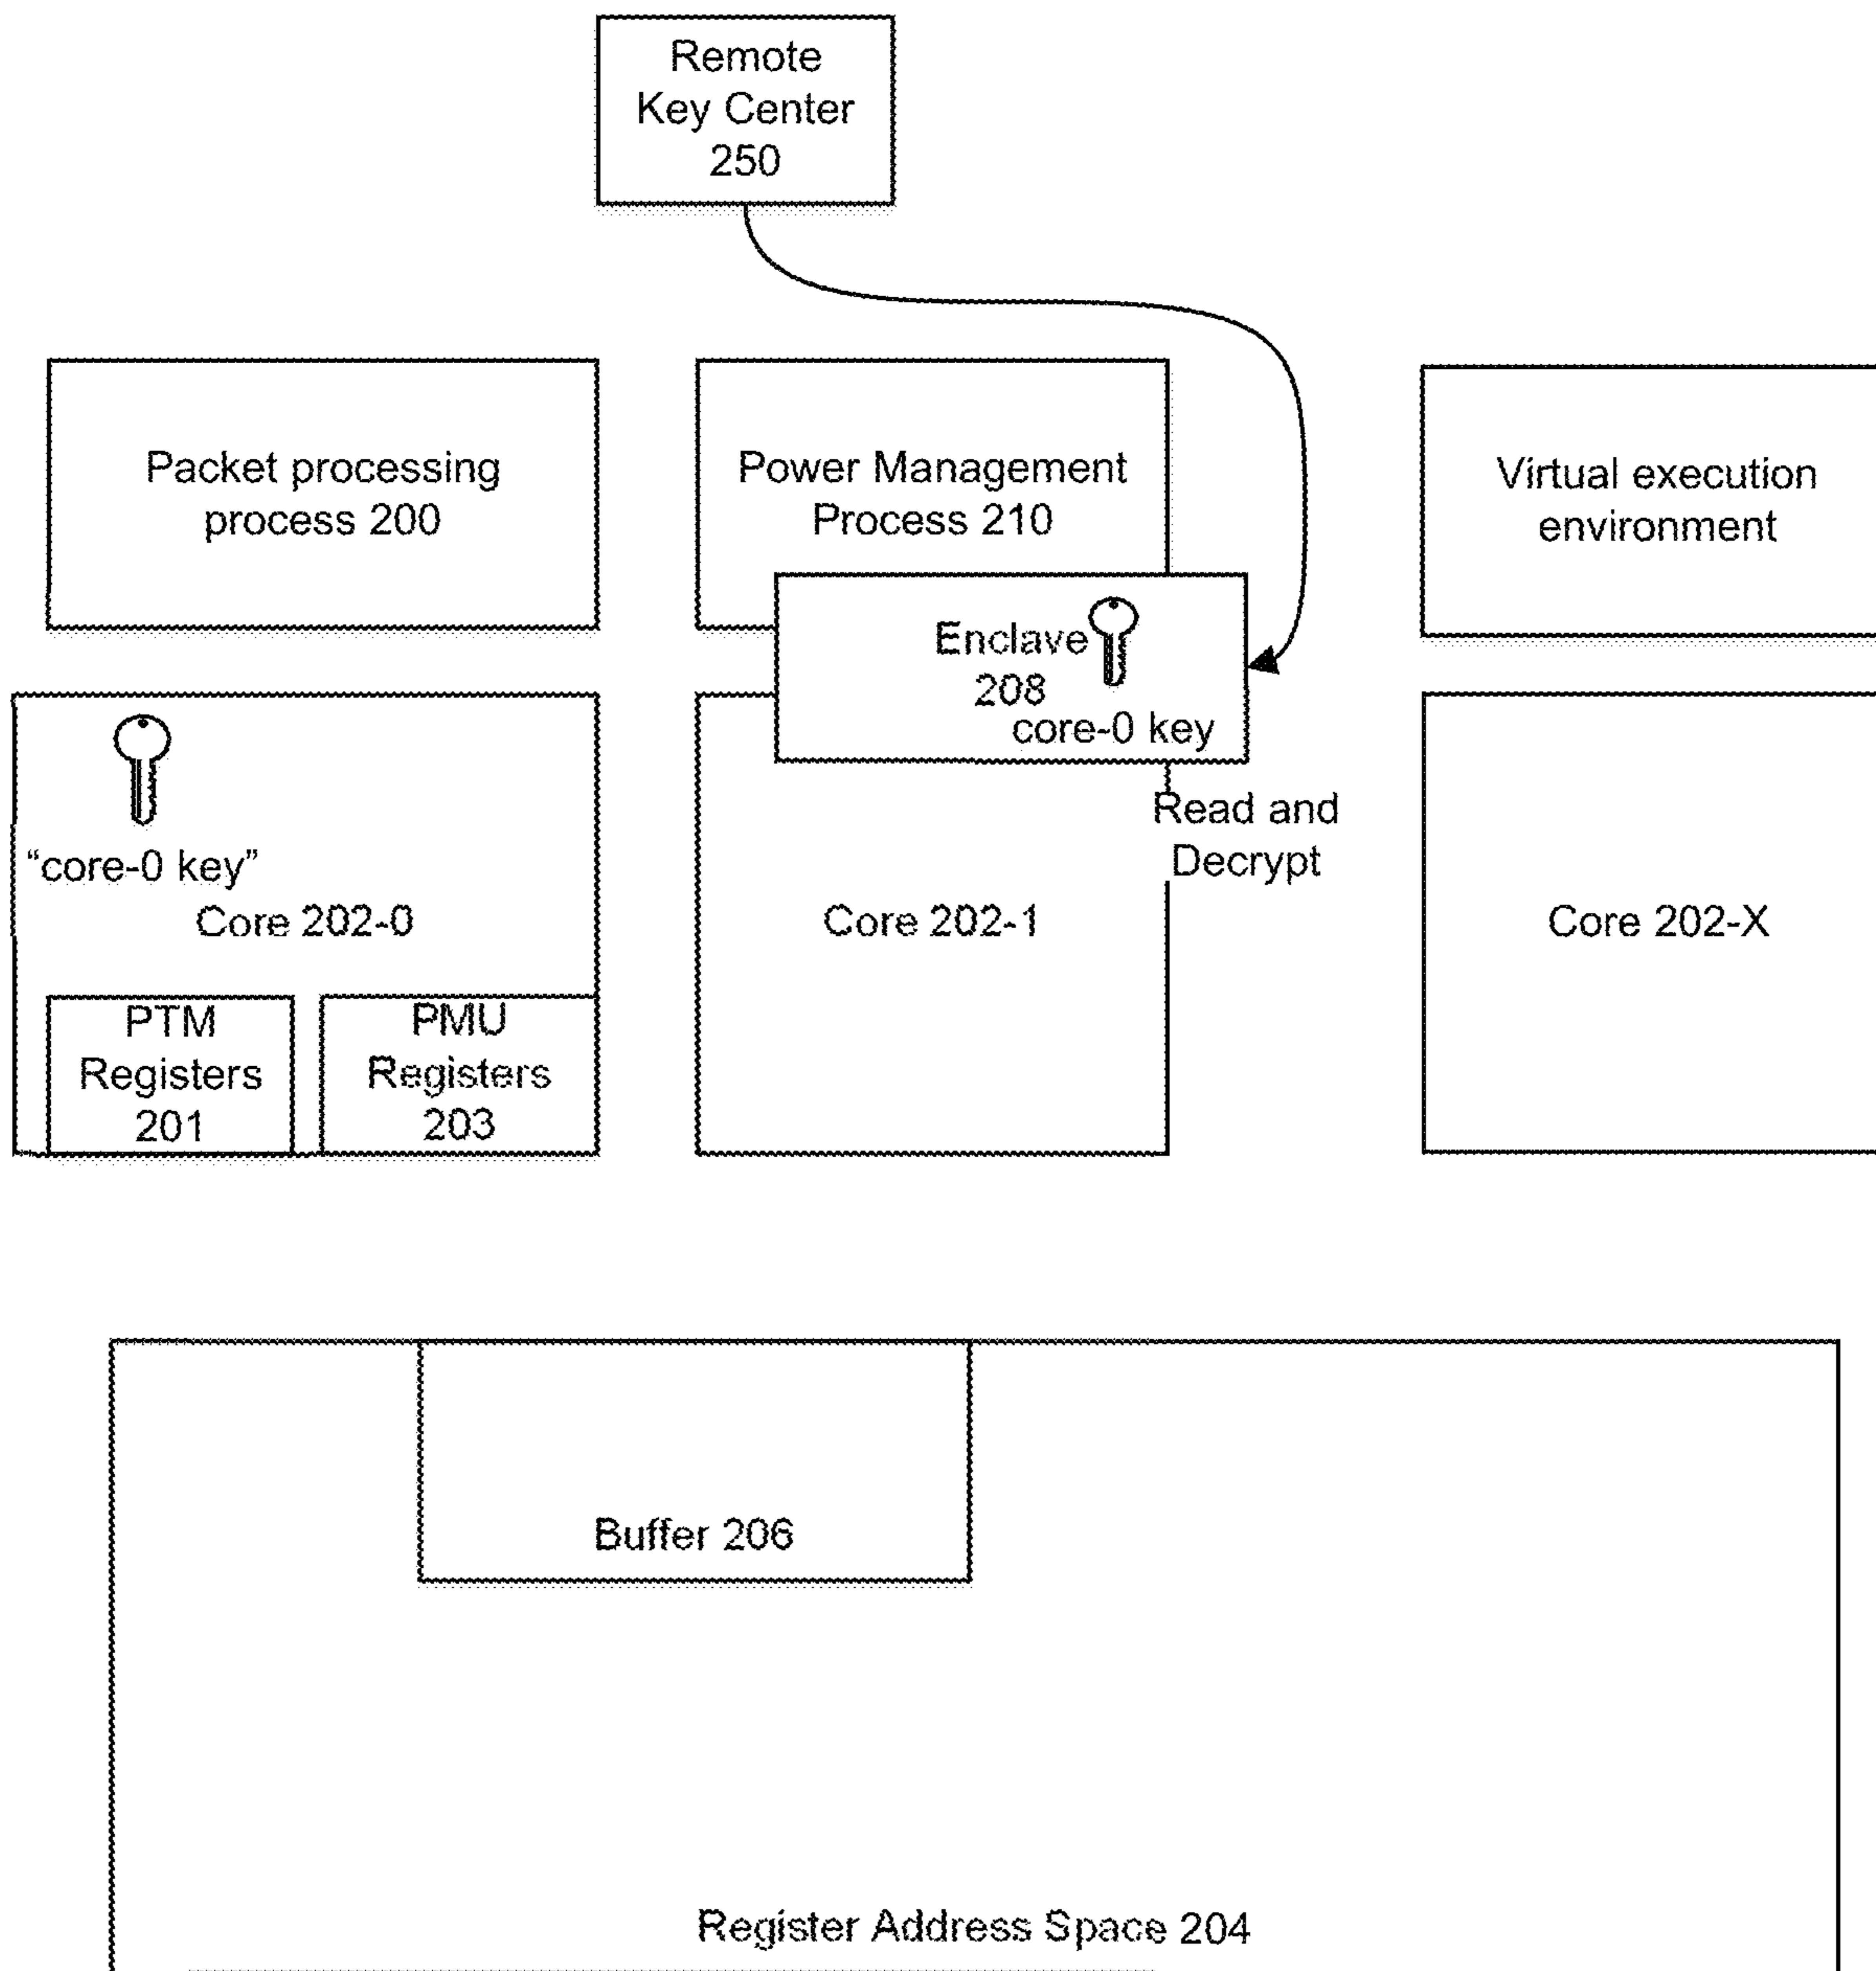 Remote
Key Center
250
Packet processing
process 200
Power Management
Process 210
Virtual execution
environment
Enclave
208
core-0 key
"core-0 key"
Core 202-0
Read and
Decrypt
Core 202-1
Core 202-X
PTM
Registers
201
PMU
Registers
203
Buffer 206
Register Address Space 204